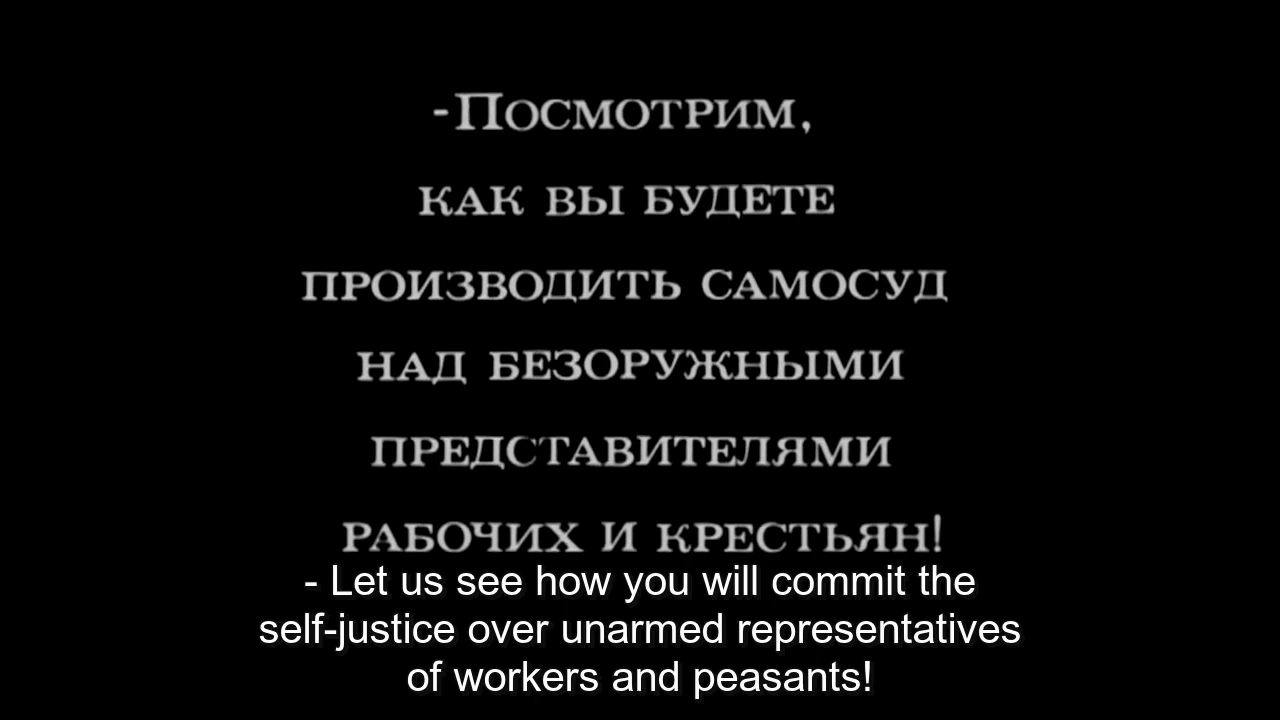 -Посмотрим,
как вы будете
производить самосуд
над безоружными
представителями
рабочих и крестьян!
- Let us see how you will commit the
self-justice over unarmed representatives
of workers and peasants!